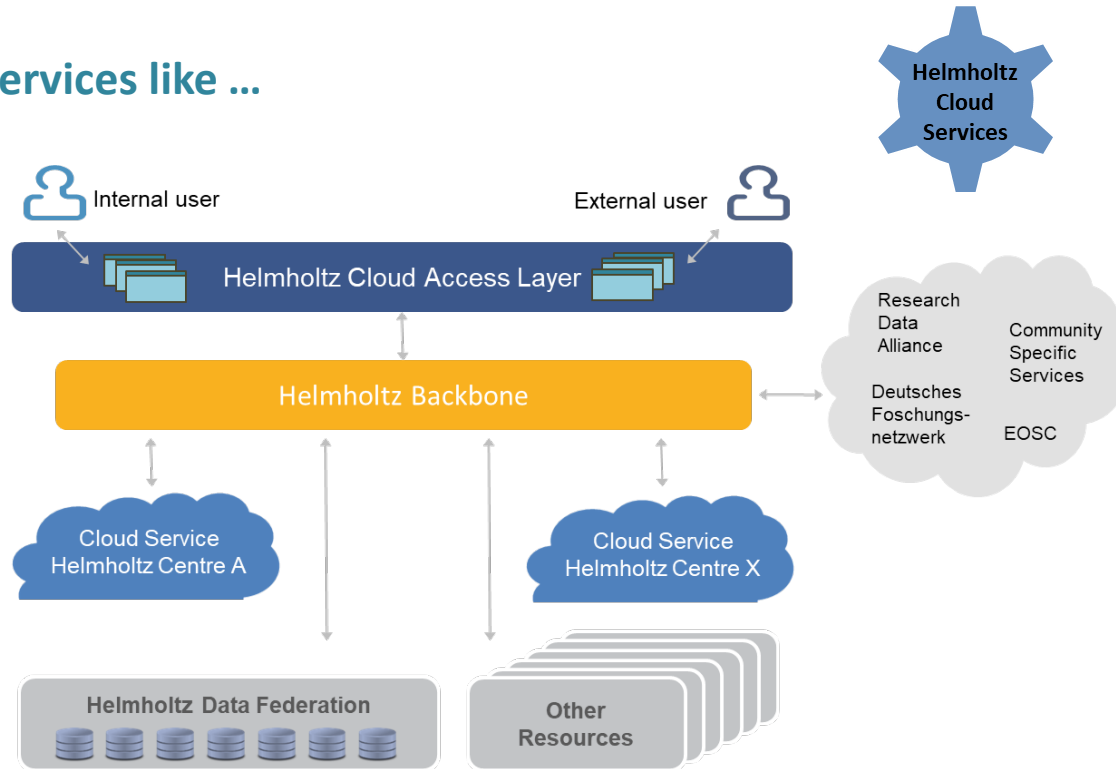 ervices like ...
Helmholtz
Cloud
Services
Internal user
External user
Helmholtz Cloud Access Layer
Research
Data
Alliance
Community
Specific
Services
Helmholtz Backbone
Deutsches
Foschungs-
netzwerk
EOSC
Cloud Service
Helmholtz Centre A
Cloud Service
Helmholtz Centre X
Helmholtz Data Federation
Other
Resources